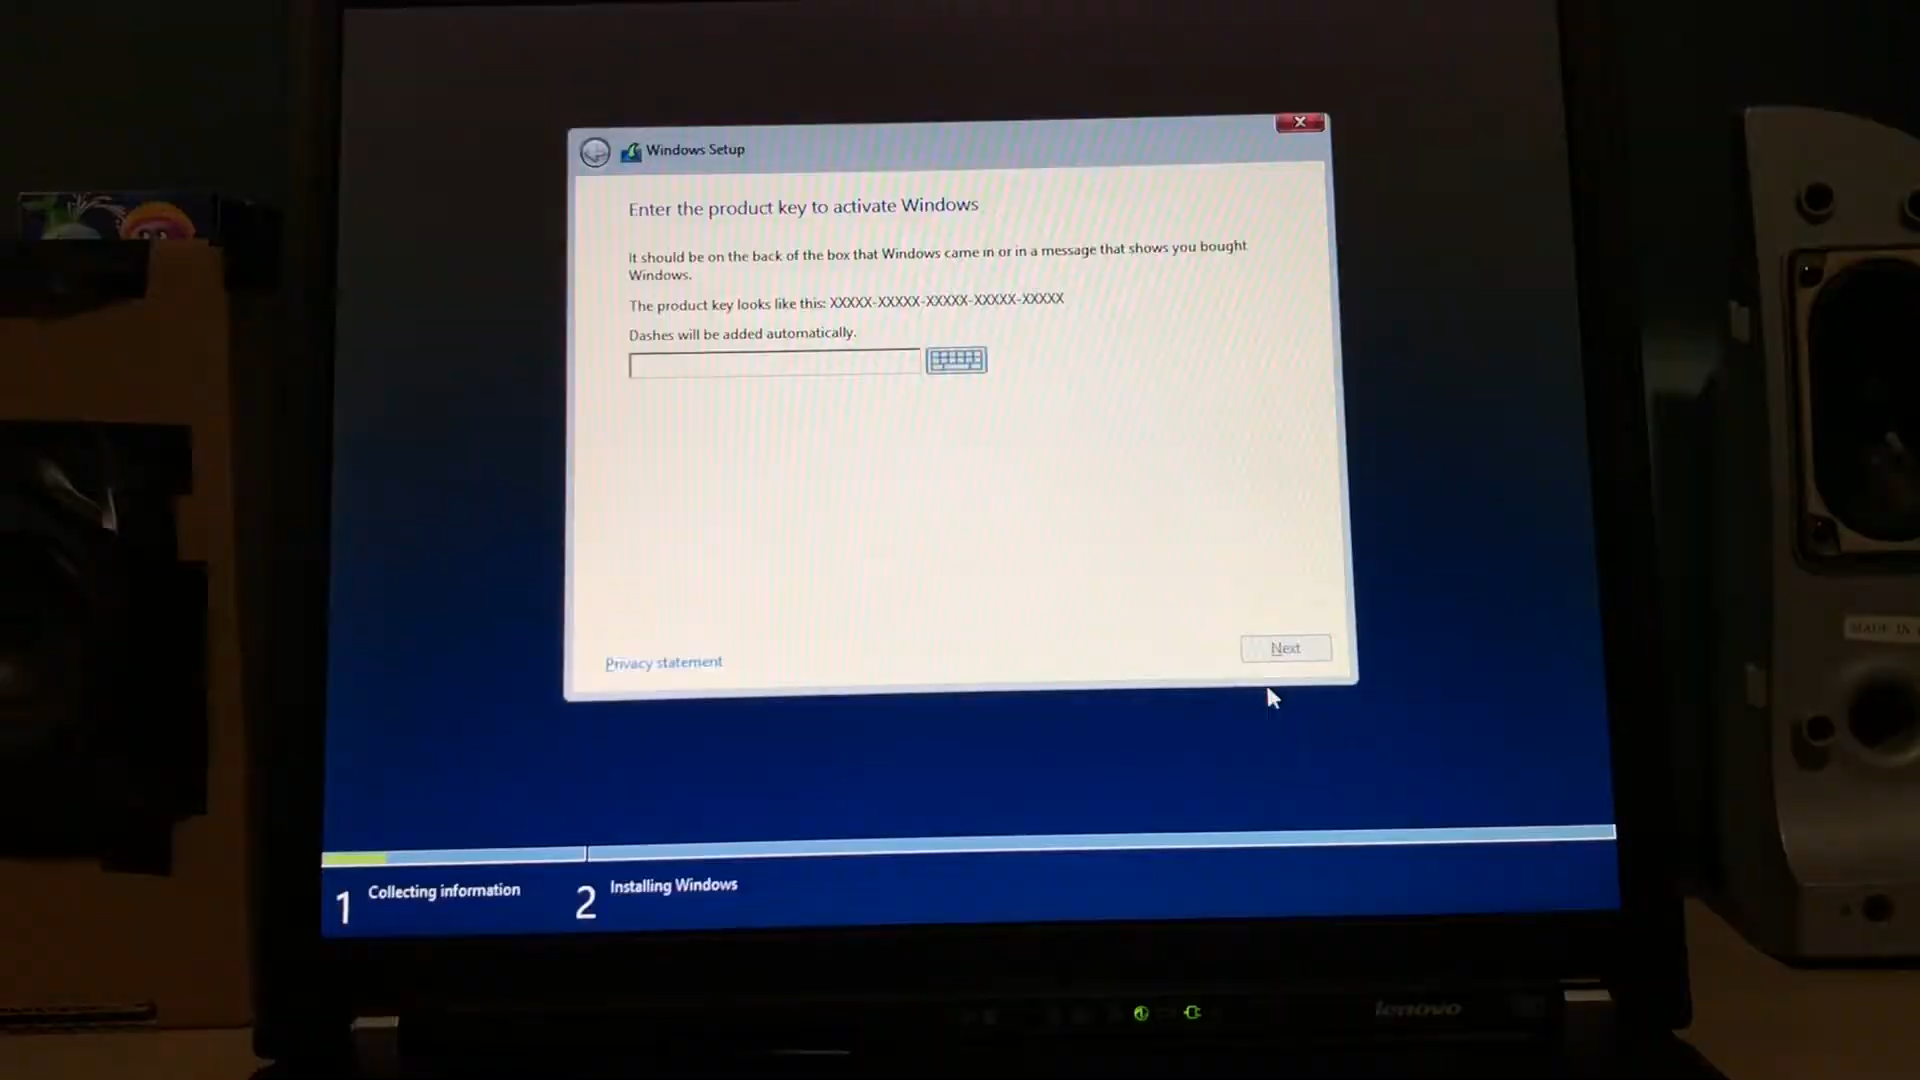 Windows Setup
Enter the product key to activate Windows
It should be on the back of the box that Windows came in or in a message that shows you bought
Windows.
The product key looks like this: XXXXX-XXXXX-XXXXX-XXXXX-XXXXX
Dashes will be added automatically.
Next
Privacy statement
1 Collecting information
2 Installing Windows
lenovo
MADE IN